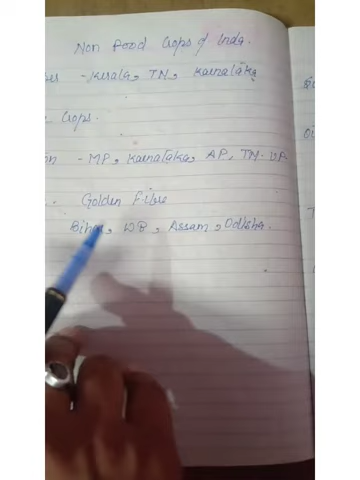 Non Food Crops of India.
- Kerala, TN, Karnataka
Crops.
- MP, Karnataka, AP, TN. UP
Golden Fibre
Bihar, WB, Assam, Odisha.